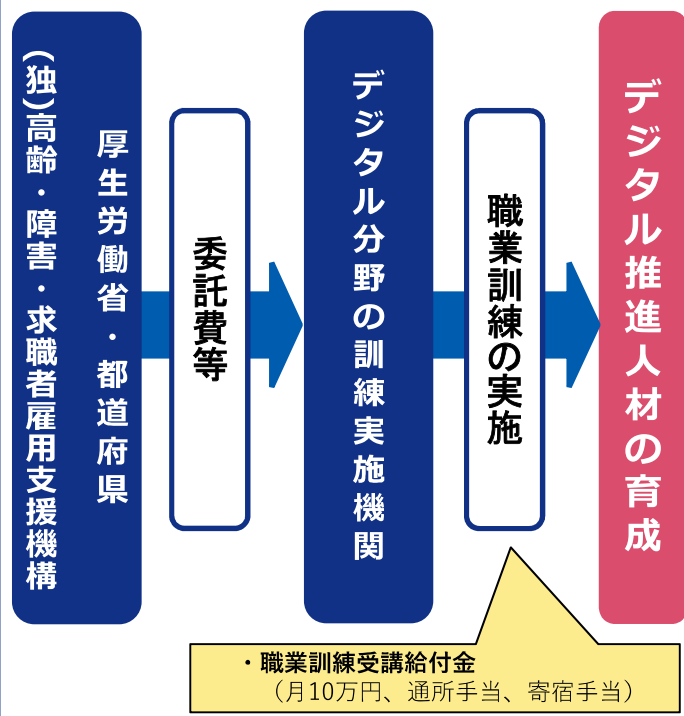 厚生労働省・都道府県
(独)高齢・障害・求職者雇用支援機構
委託費等
デジタル分野の訓練実施機関
職業訓練の実施
デジタル推進人材の育成
・職業訓練受講給付金
（月10万円、通所手当、寄宿手当）